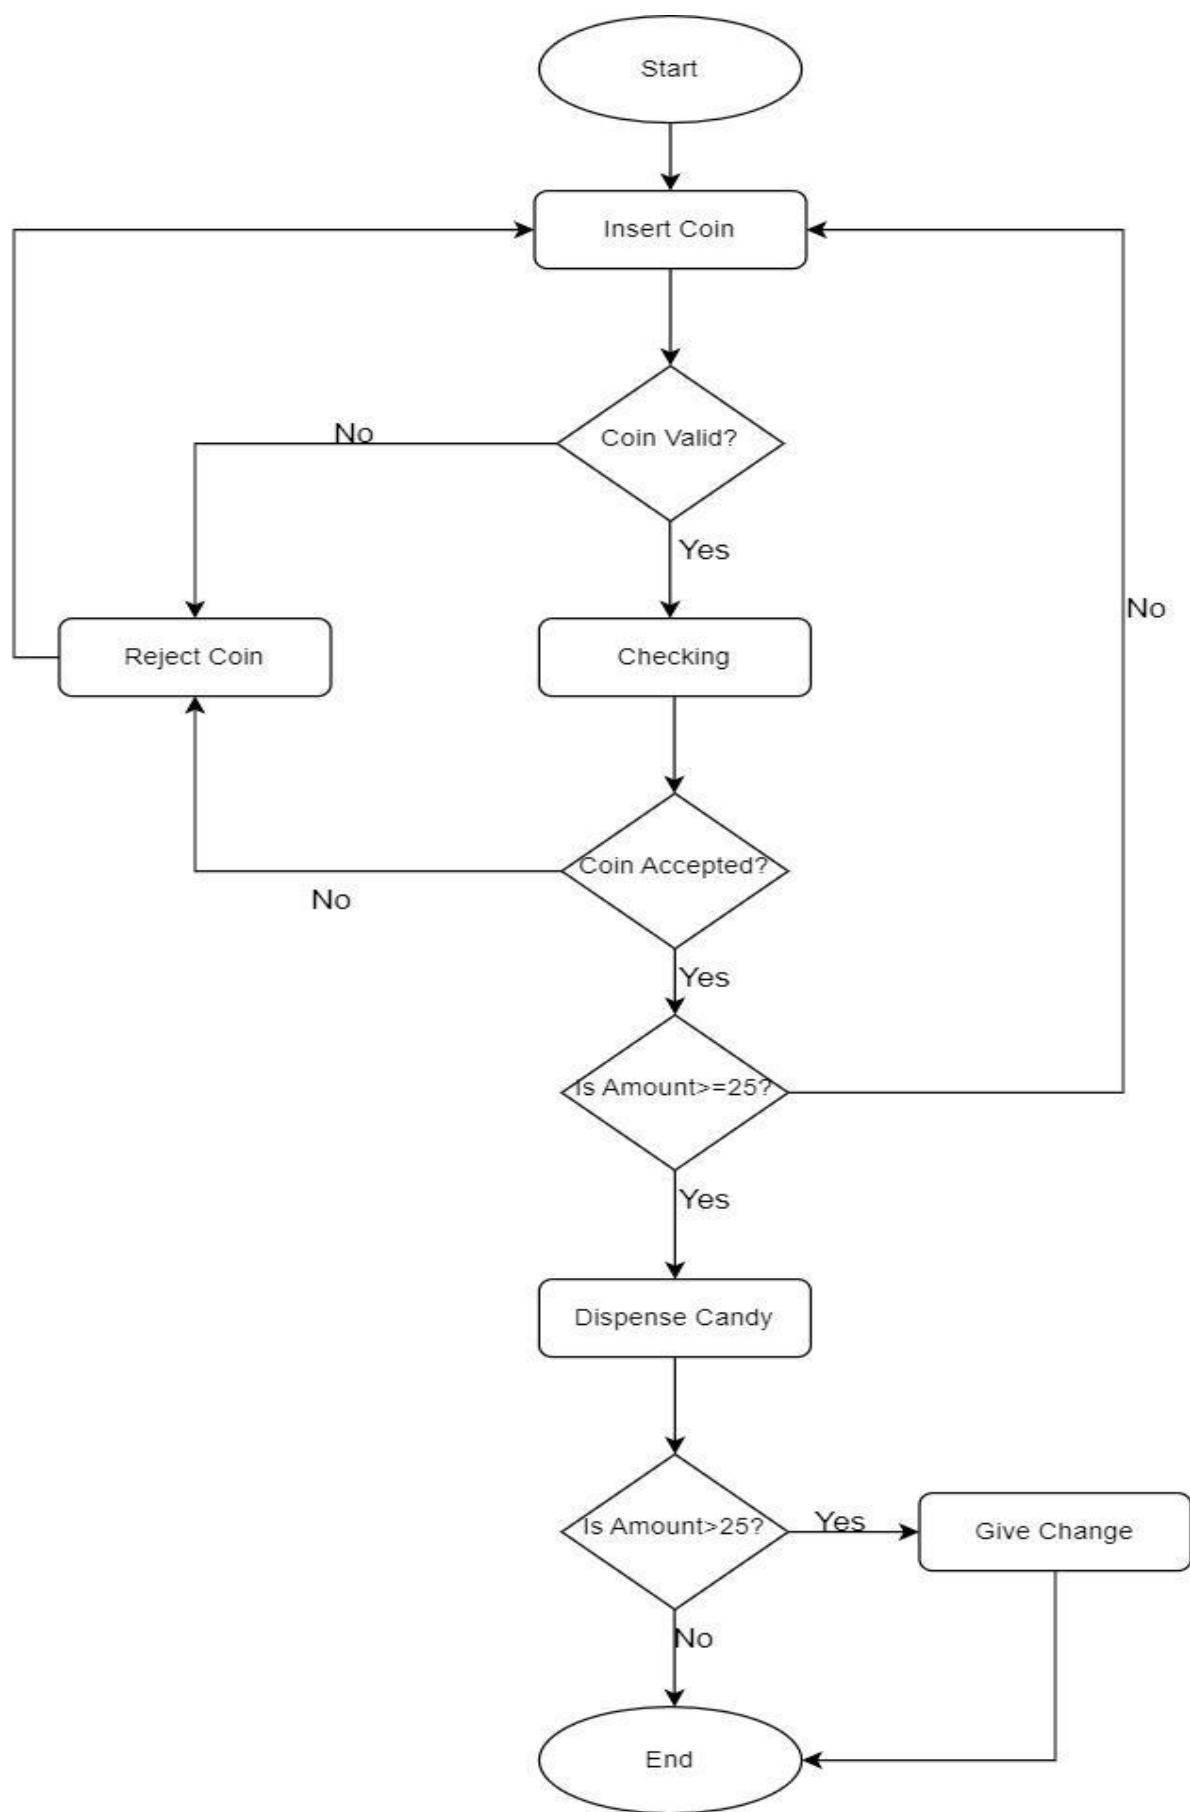 Start
Insert Coin
Coin Valid?
No
Yes
Reject Coin
Checking
No
Coin Accepted?
No
Yes
Is Amount>=25?
Yes
Dispense Candy
Is Amount>25?
Yes
Give Change
No
End